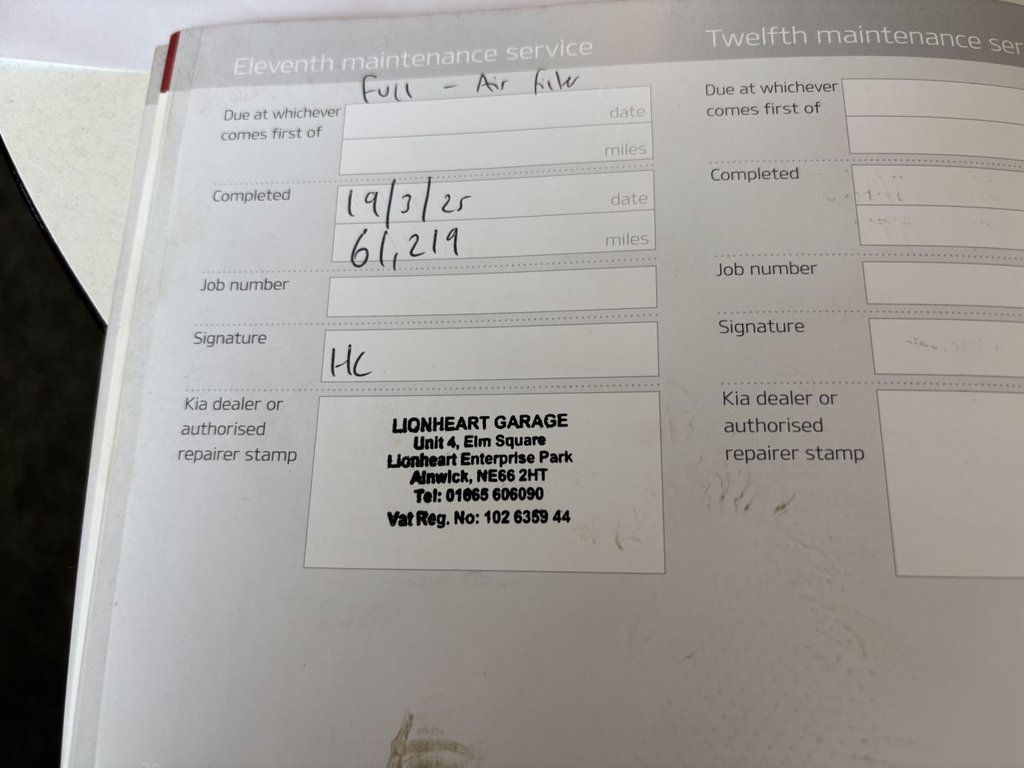 Eleventh maintenance service
Full - Air filter
Due at whichever
comes first of
date
miles
Completed
19/3/25
date
61,219
miles
Job number
Signature
HC
Kia dealer or
authorised
repairer stamp
LIONHEART GARAGE
Unit 4, Elm Square
Lionheart Enterprise Park
Alnwick, NE66 2HT
Tel: 01665 606090
Vat Reg. No: 102 6359 44
Twelfth maintenance ser
Due at whichever
comes first of
Completed
Job number
Signature
Kia dealer or
authorised
repairer stamp